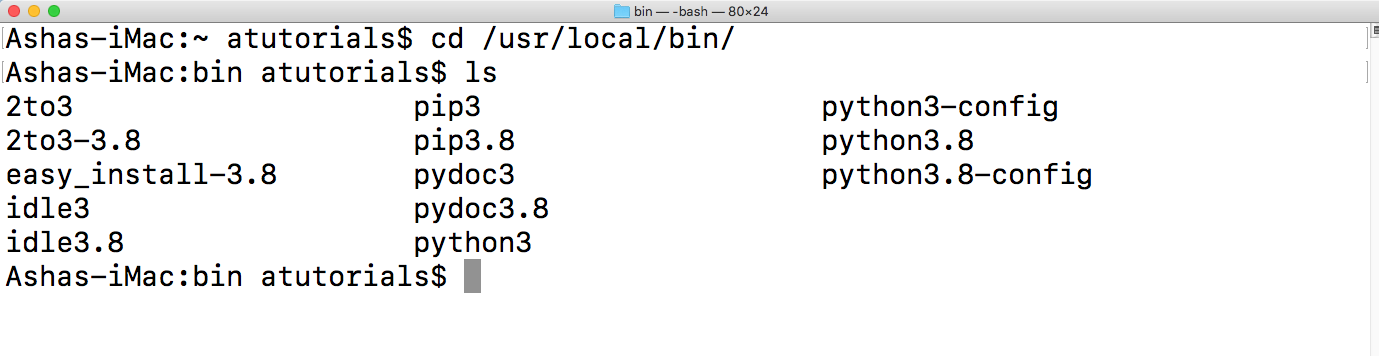 bin — -bash — 80×24
Ashas-iMac:~ atutorials$ cd /usr/local/bin/
Ashas-iMac:bin atutorials$ ls
2to3 pip3 python3-config
2to3-3.8 pip3.8 python3.8
easy_install-3.8 pydoc3 python3.8-config
idle3 pydoc3.8
idle3.8 python3
Ashas-iMac:bin atutorials$